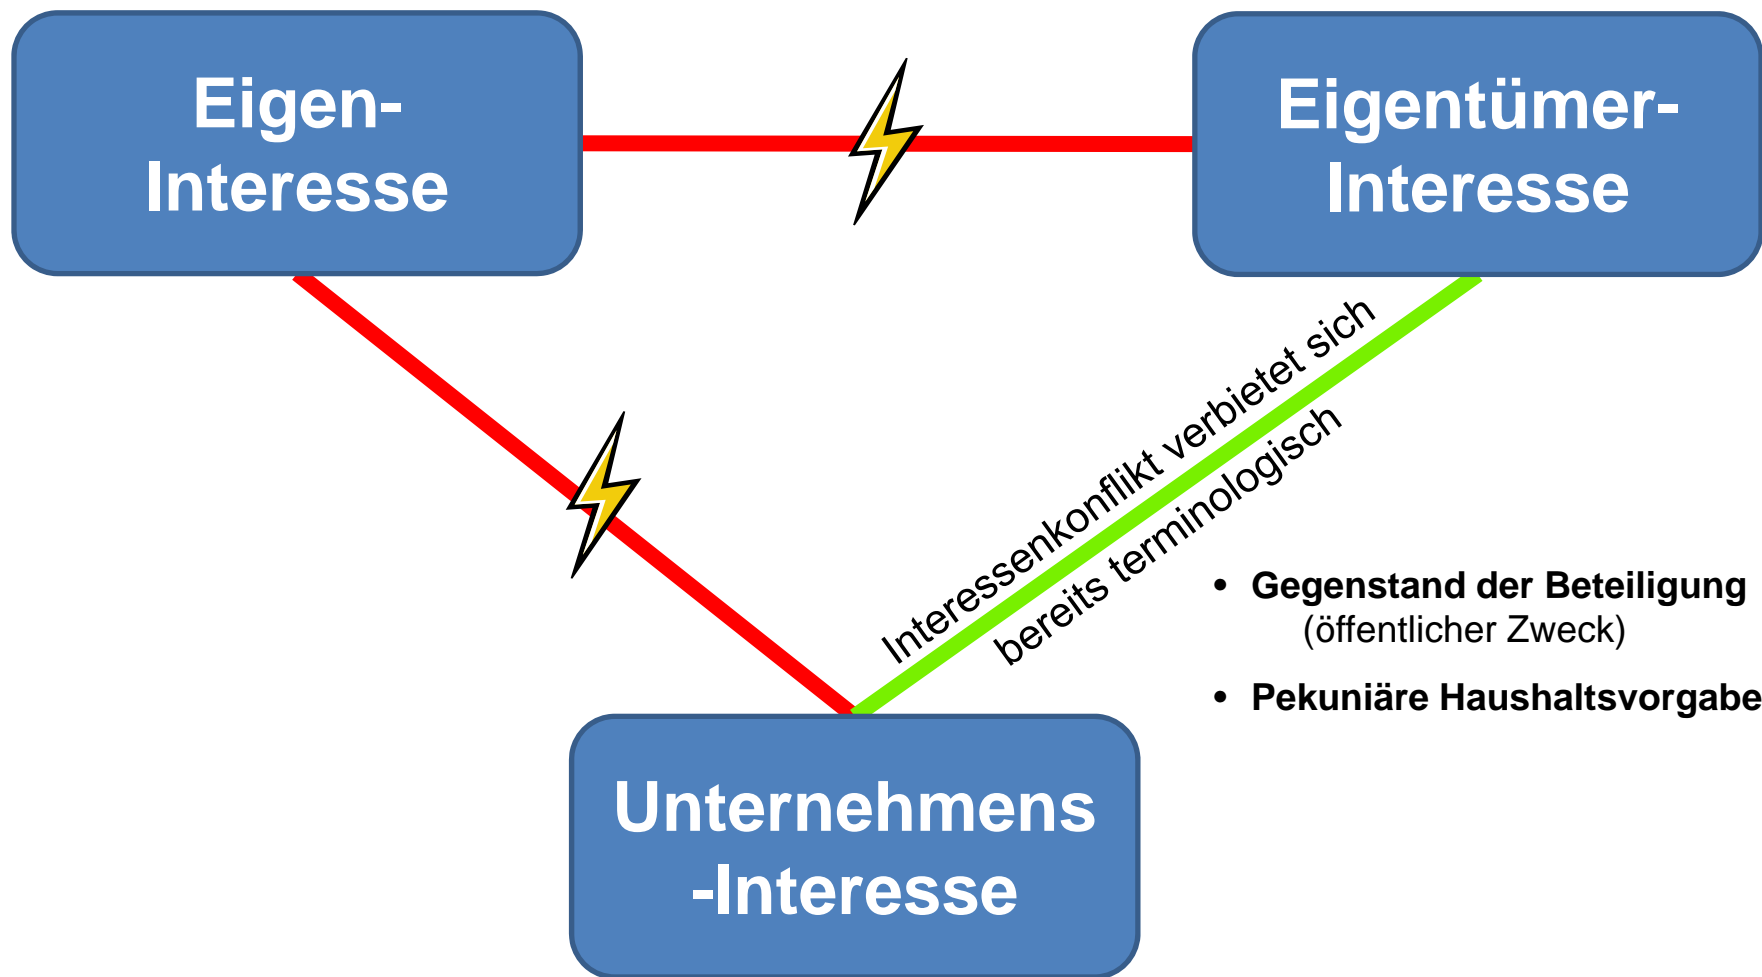 Eigen-
Interesse
Eigentümer-
Interesse
Interessenkonflikt verbietet sich
bereits terminologisch
• Gegenstand der Beteiligung
(öffentlicher Zweck)
• Pekuniäre Haushaltsvorgabe
Unternehmens
-Interesse